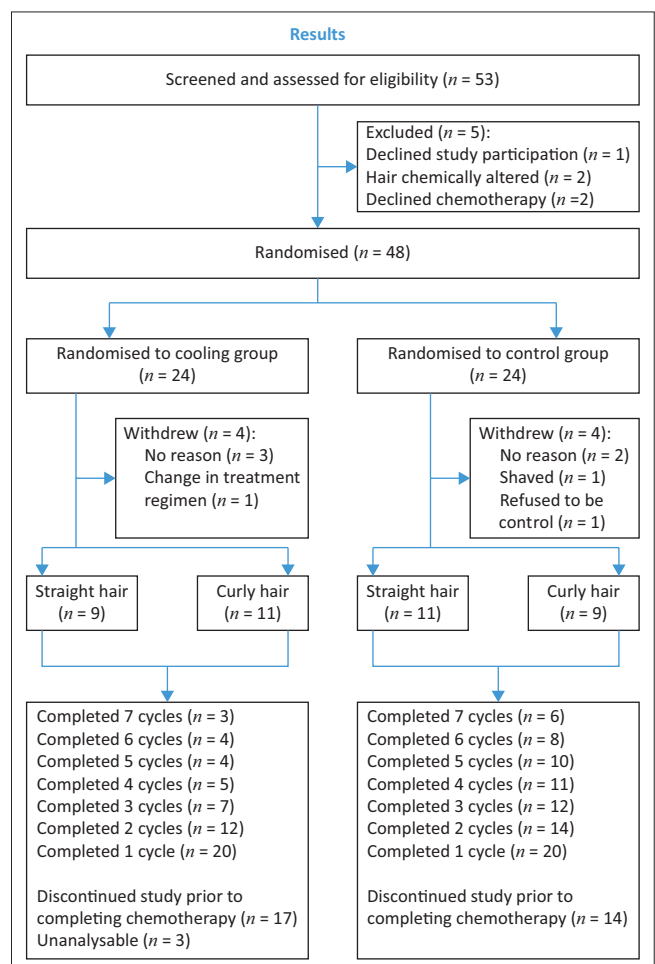 Results
Screened and assessed for eligibility (n = 53)
Excluded (n = 5):
Declined study participation (n = 1)
Hair chemically altered (n = 2)
Declined chemotherapy (n =2)
Randomised (n = 48)
Randomised to cooling group
(n = 24)
Randomised to control group
(n = 24)
Withdrew (n = 4):
No reason (n = 3)
Change in treatment
regimen (n = 1)
Withdrew (n = 4):
No reason (n = 2)
Shaved (n = 1)
Refused to be
control (n = 1)
Straight hair
(n = 9)
Curly hair
(n = 11)
Straight hair
(n = 11)
Curly hair
(n = 9)
Completed 7 cycles (n = 3)
Completed 6 cycles (n = 4)
Completed 5 cycles (n = 4)
Completed 4 cycles (n = 5)
Completed 3 cycles (n = 7)
Completed 2 cycles (n = 12)
Completed 1 cycle (n = 20)
Discontinued study prior to
completing chemotherapy (n = 17)
Unanalysable (n = 3)
Completed 7 cycles (n = 6)
Completed 6 cycles (n = 8)
Completed 5 cycles (n = 10)
Completed 4 cycles (n = 11)
Completed 3 cycles (n = 12)
Completed 2 cycles (n = 14)
Completed 1 cycle (n = 20)
Discontinued study prior to
completing chemotherapy (n = 14)